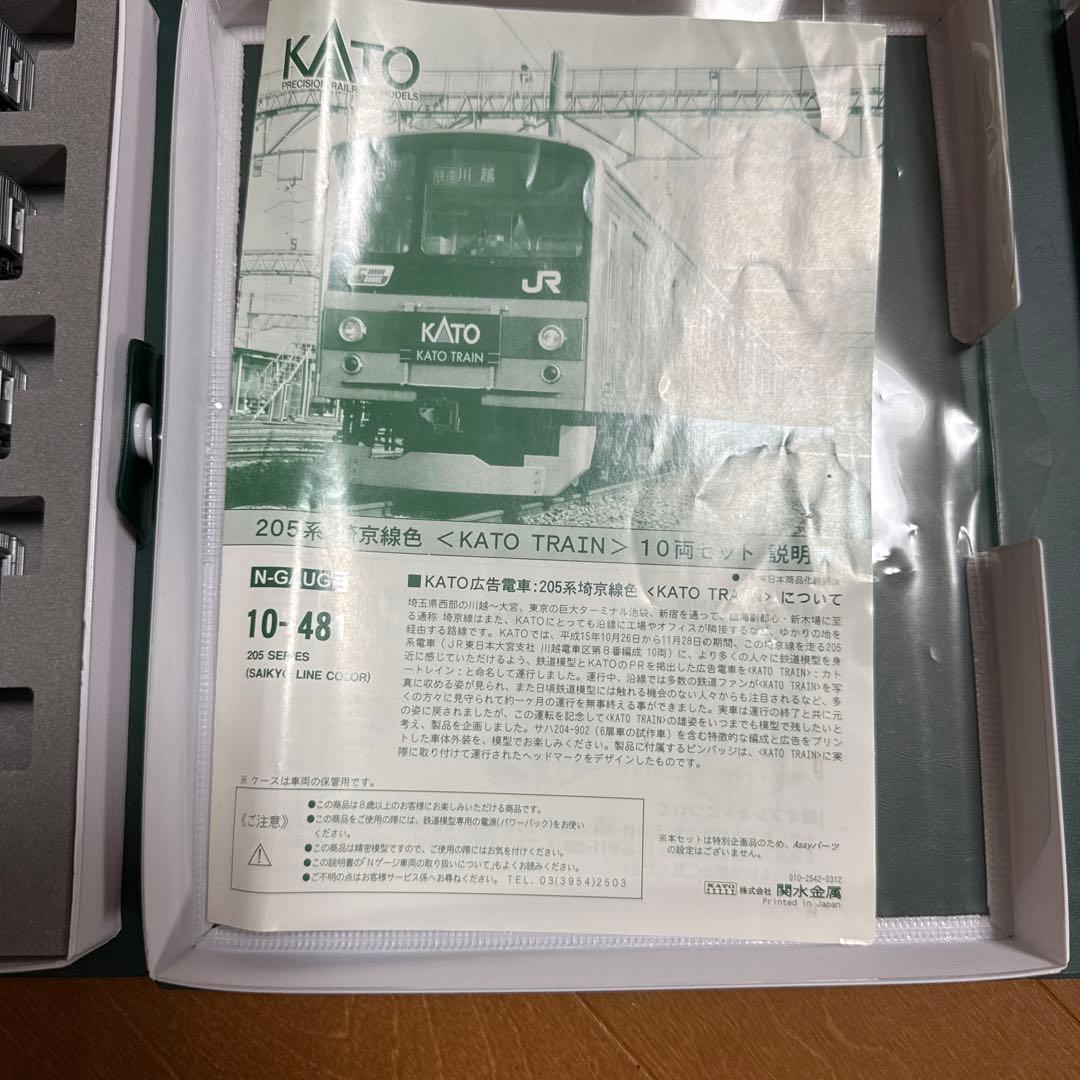 KATO
PRECISION RAILR MODELS
5
快速 川越
JR
KATO
KATO TRAIN
205系 埼京線色 <KATO TRAIN> 10両セット 説明
N-GAUGE
10-481
205 SERIES
(SAIKYO LINE COLOR)
●JR東日本商品化許諾済
■KATO広告電車:205系埼京線色 <KATO TRAIN> について
埼玉県西部の川越~大宮、東京の巨大ターミナル池袋、新宿を通って、臨海副都心・新木場に至
る通称 埼京線はまた、KATOにとっても沿線に工場やオフィスが隣接するなど、ゆかりの地を
経由する路線です。KATOでは、平成15年10月26日から11月28日の期間、この埼京線を走る205
系電車(JR東日本大宮支社 川越電車区第8番編成 10両)に、より多くの人々に鉄道模型を身
近に感じていただけるよう、鉄道模型とKATOのPRを掲出した広告電車を<KATO TRAIN>:カト
ートレイン:と命名して運行しました。運行中、沿線では多数の鉄道ファンが<KATO TRAIN>を写
真に収める姿が見られ、また日頃鉄道模型には触れる機会のない人々からも注目されるなど、多
くの方々に見守られて約一ヶ月の運行を無事終える事ができました。実車は運行の終了と共に元
の姿に戻されましたが、この運転を記念して<KATO TRAIN>の雄姿をいつまでも模型で残したいと
考え、製品を企画しました。サハ204-902(6扉車の試作車)を含む特徴的な編成と広告をプリン
トした車体外装を、模型でお楽しみください。製品に付属するピンバッジは、<KATO TRAIN>に実
際に取り付けて運行されたヘッドマークをデザインしたものです。
※ケースは車両の保管用です。
《ご注意》
●この商品は8歳以上のお客様にお楽しみいただける商品です。
●この商品をご使用の際には、鉄道模型専用の電源(パワーパック)をお使い
ください。
●この商品は精密模型ですので、ご使用の際にはお気を付けください。
●この説明書の「Nゲージ車両の取り扱いについて」もよくお読みください。
●ご不明の点はお客様サービス係へお尋ねください。 TEL.03(3954)2503
※本セットは特別企画品のため、Assyパーツ
の設定はございません。
010-2542-0312
KATO 株式会社 関水金属
Printed in Japan